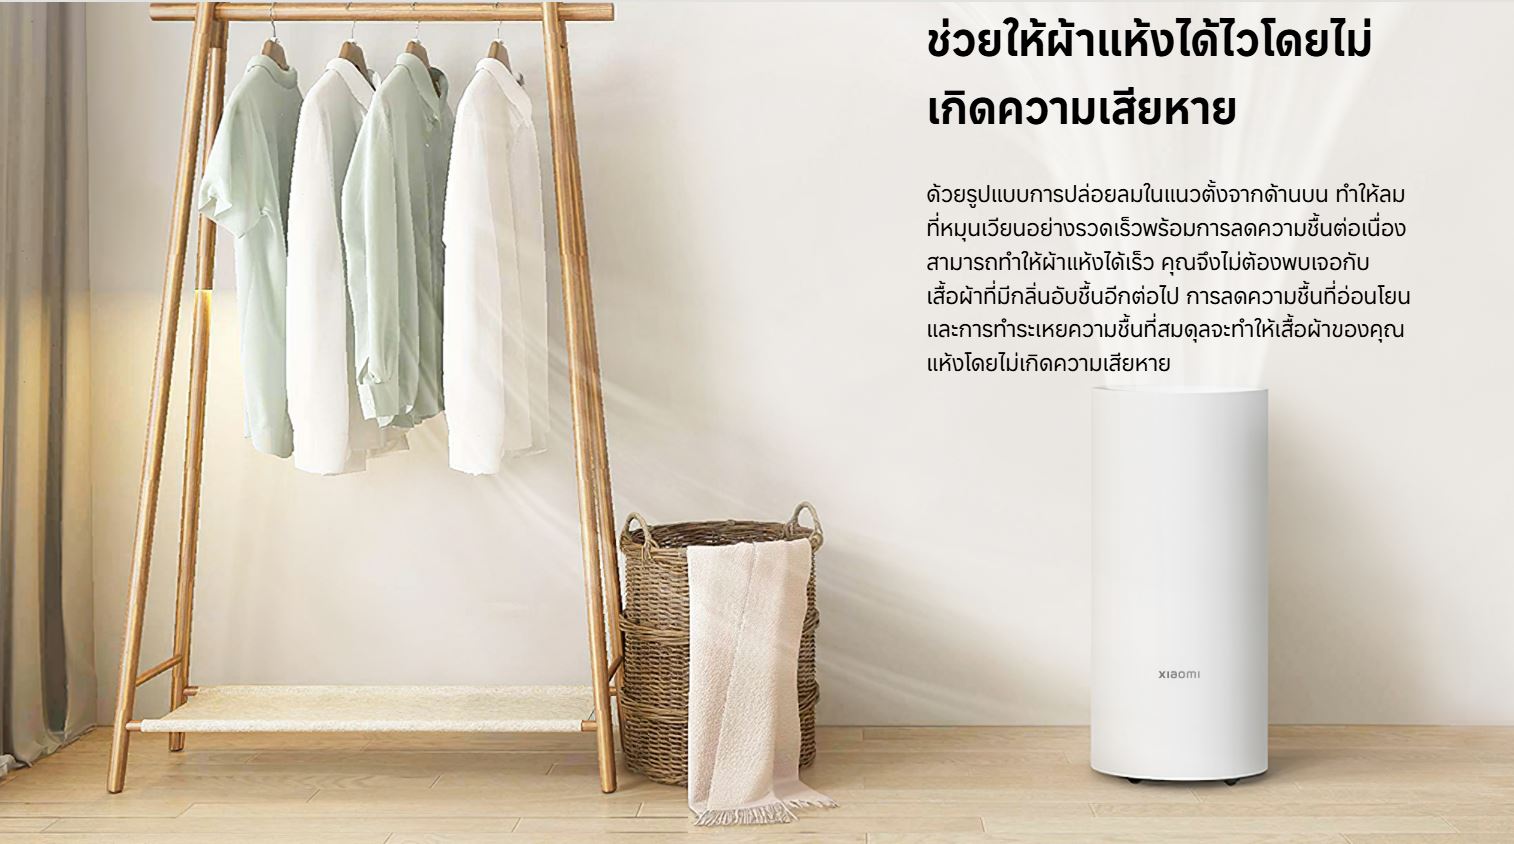 ช่วยให้ผ้าแห้งได้ไวโดยไม่
เกิดความเสียหาย
ด้วยรูปแบบการปล่อยลมในแนวตั้งจากด้านบน ทำให้ลม
ที่หมุนเวียนอย่างรวดเร็วพร้อมการลดความชื้นต่อเนื่อง
สามารถทำให้ผ้าแห้งได้เร็ว คุณจึงไม่ต้องพบเจอกับ
เสื้อผ้าที่มีกลิ่นอับชื้นอีกต่อไป การลดความชื้นที่อ่อนโยน
และการทำระเหยความชื้นที่สมดุลจะทำให้เสื้อผ้าของคุณ
แห้งโดยไม่เกิดความเสียหาย
xiaomi